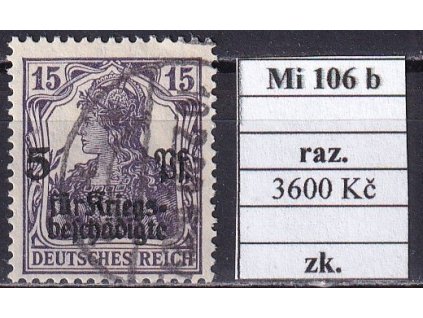 15 15
5 Pf.
für Kriegs-
beschädigte
DEUTSCHES REICH
Mi 106 b
raz.
3600 Kč
zk.